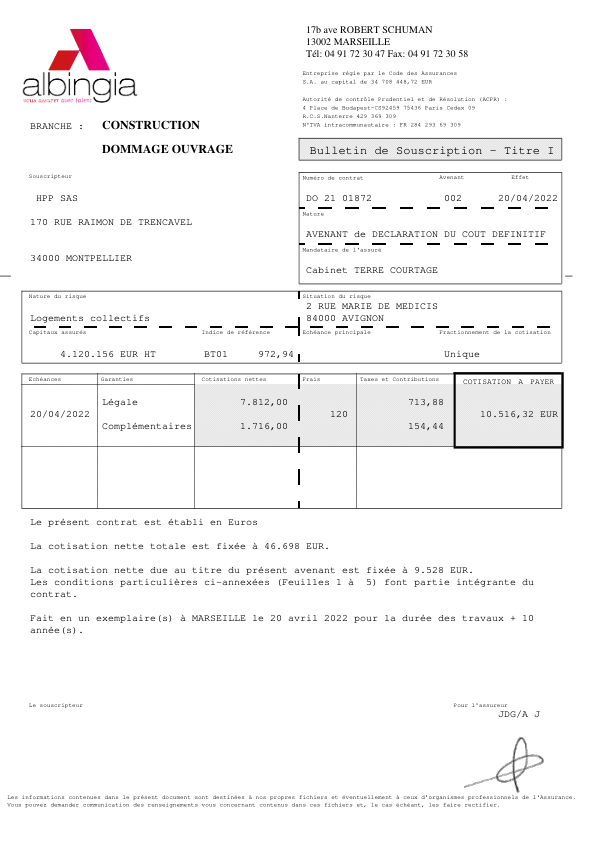 17b ave ROBERT SCHUMAN
13002 MARSEILLE
Tél: 04 91 72 30 47 Fax: 04 91 72 30 58
albingia
vous assurer avec talent
Entreprise régie par le Code des Assurances
S.A. au capital de 34 708 448,72 EUR
Autorité de contrôle Prudentiel et de Résolution (ACPR) :
4 Place de Budapest-CS92459 75436 Paris Cedex 09
R.C.S.Nanterre 429 369 309
N°TVA intracommunautaire : FR 284 293 69 309
BRANCHE : CONSTRUCTION
DOMMAGE OUVRAGE
Bulletin de Souscription - Titre I
Souscripteur
HPP SAS
170 RUE RAIMON DE TRENCAVEL
34000 MONTPELLIER
Numéro de contrat Avenant Effet
DO 21 01872 002 20/04/2022
Nature
AVENANT de DECLARATION DU COUT DEFINITIF
Mandataire de l'assuré
Cabinet TERRE COURTAGE
Nature du risque
Logements collectifs
Situation du risque
2 RUE MARIE DE MEDICIS
84000 AVIGNON
Capitaux assurés Indice de référence Echéance principale Fractionnement de la cotisation
4.120.156 EUR HT BT01 972,94 Unique
Echéances Garanties Cotisations nettes Frais Taxes et Contributions COTISATION A PAYER
Légale 7.812,00 713,88
20/04/2022 120 10.516,32 EUR
Complémentaires 1.716,00 154,44
Le présent contrat est établi en Euros
La cotisation nette totale est fixée à 46.698 EUR.
La cotisation nette due au titre du présent avenant est fixée à 9.528 EUR.
Les conditions particulières ci-annexées (Feuilles 1 à 5) font partie intégrante du
contrat.
Fait en un exemplaire(s) à MARSEILLE le 20 avril 2022 pour la durée des travaux + 10
année(s).
Le souscripteur Pour l'assureur
JDG/A J
Les informations contenues dans le présent document sont destinées à nos propres fichiers et éventuellement à ceux d'organismes professionnels de l'Assurance.
Vous pouvez demander communication des renseignements vous concernant contenus dans ces fichiers et, le cas échéant, les faire rectifier.